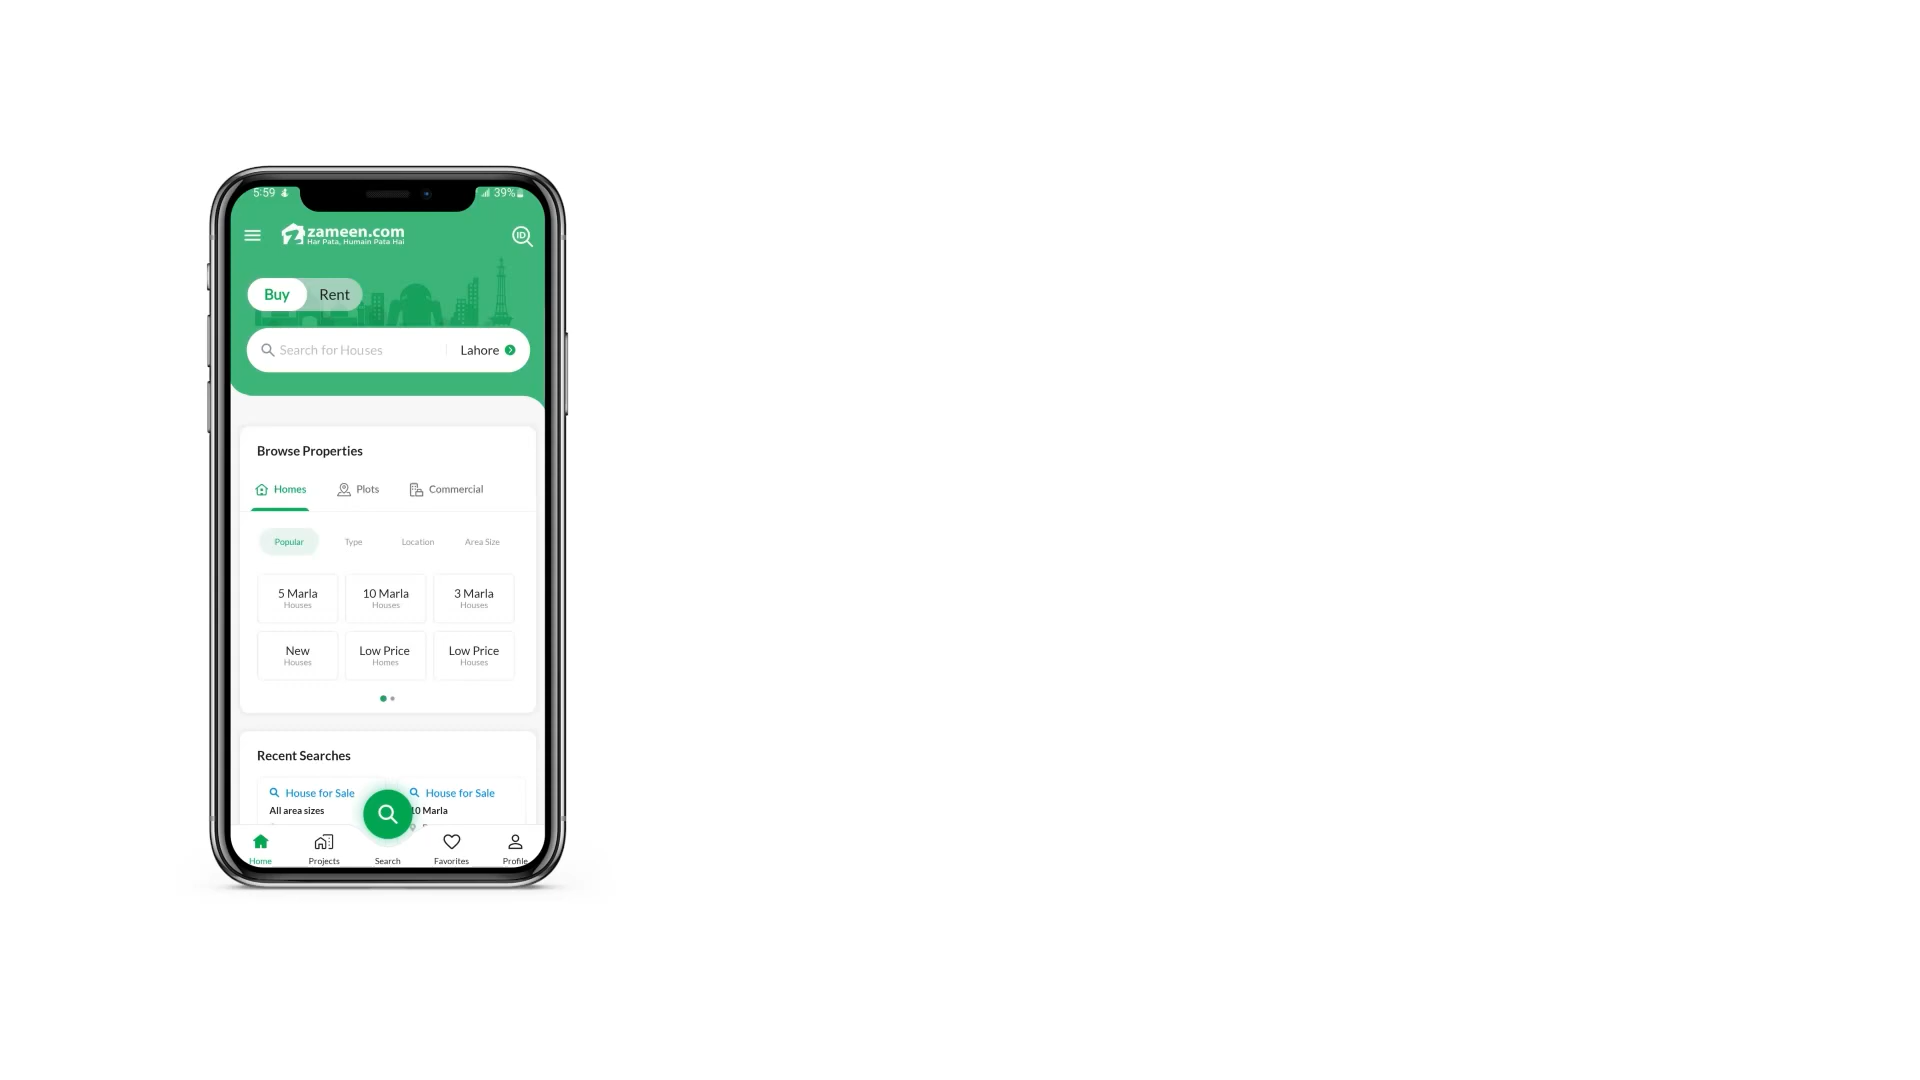 5:59
39%
zameen.com
Har Pata, Humain Pata Hai
ID
Buy Rent
Search for Houses Lahore
Browse Properties
Homes Plots Commercial
Popular Type Location Area Size
5 Marla 10 Marla 3 Marla
Houses Houses Houses
New Low Price Low Price
Houses Homes Houses
Recent Searches
House for Sale House for Sale
All area sizes 10 Marla
Home Projects Search Favorites Profile